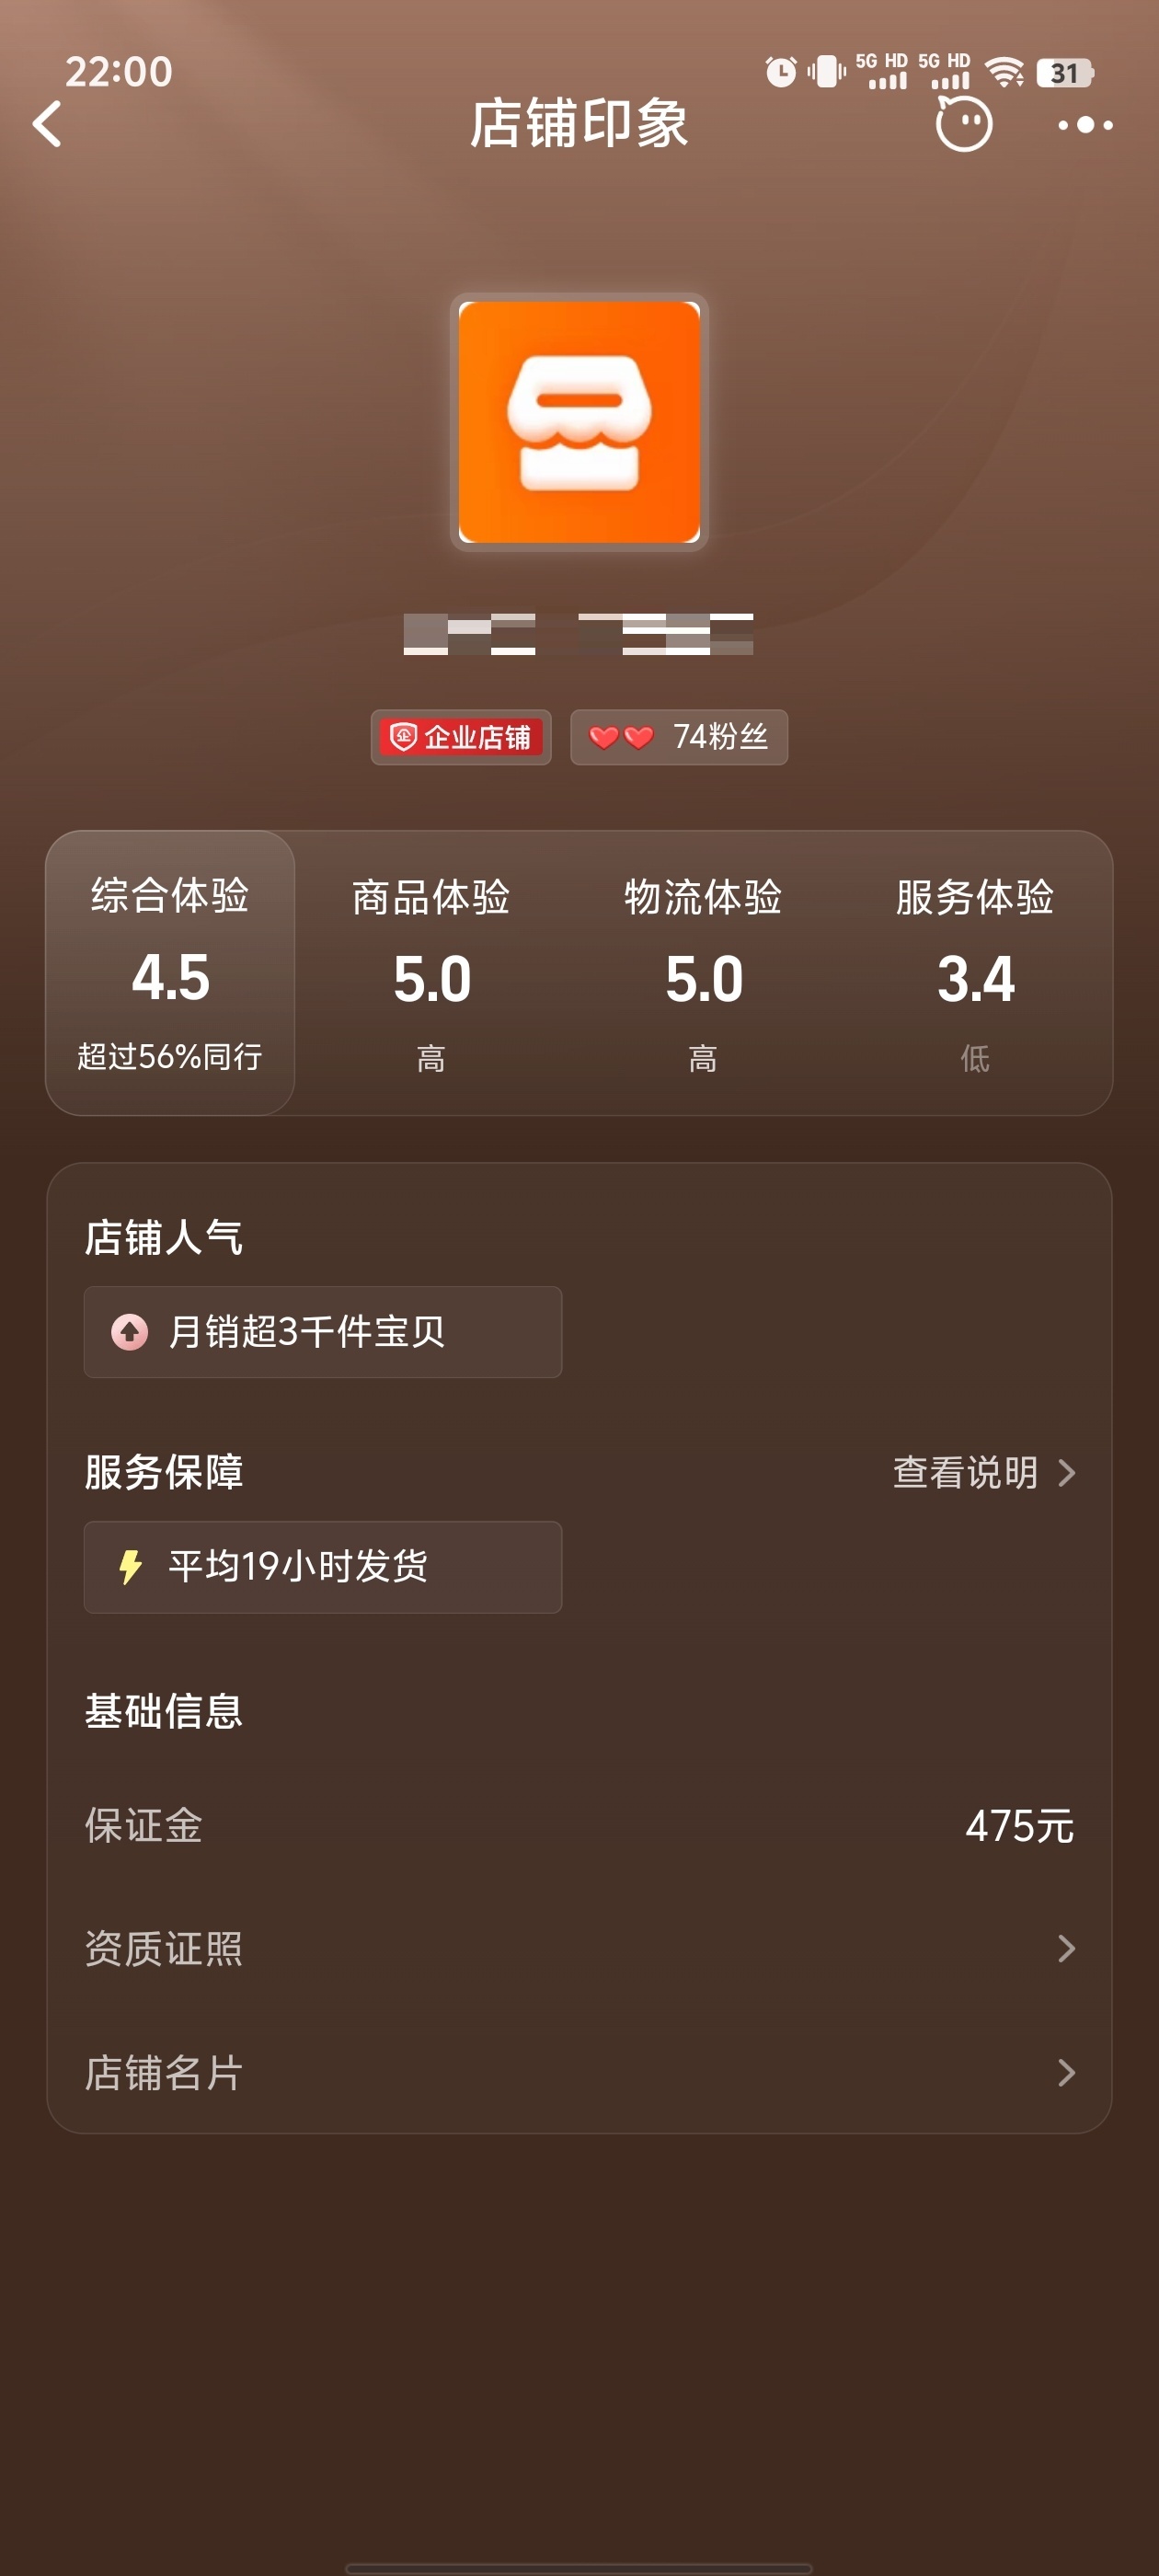 22:00
5G HD 5G HD 31
店铺印象
企 企业店铺 74粉丝
综合体验 商品体验 物流体验 服务体验
4.5 5.0 5.0 3.4
超过56%同行 高 高 低
店铺人气
月销超3千件宝贝
服务保障 查看说明
平均19小时发货
基础信息
保证金 475元
资质证照
店铺名片